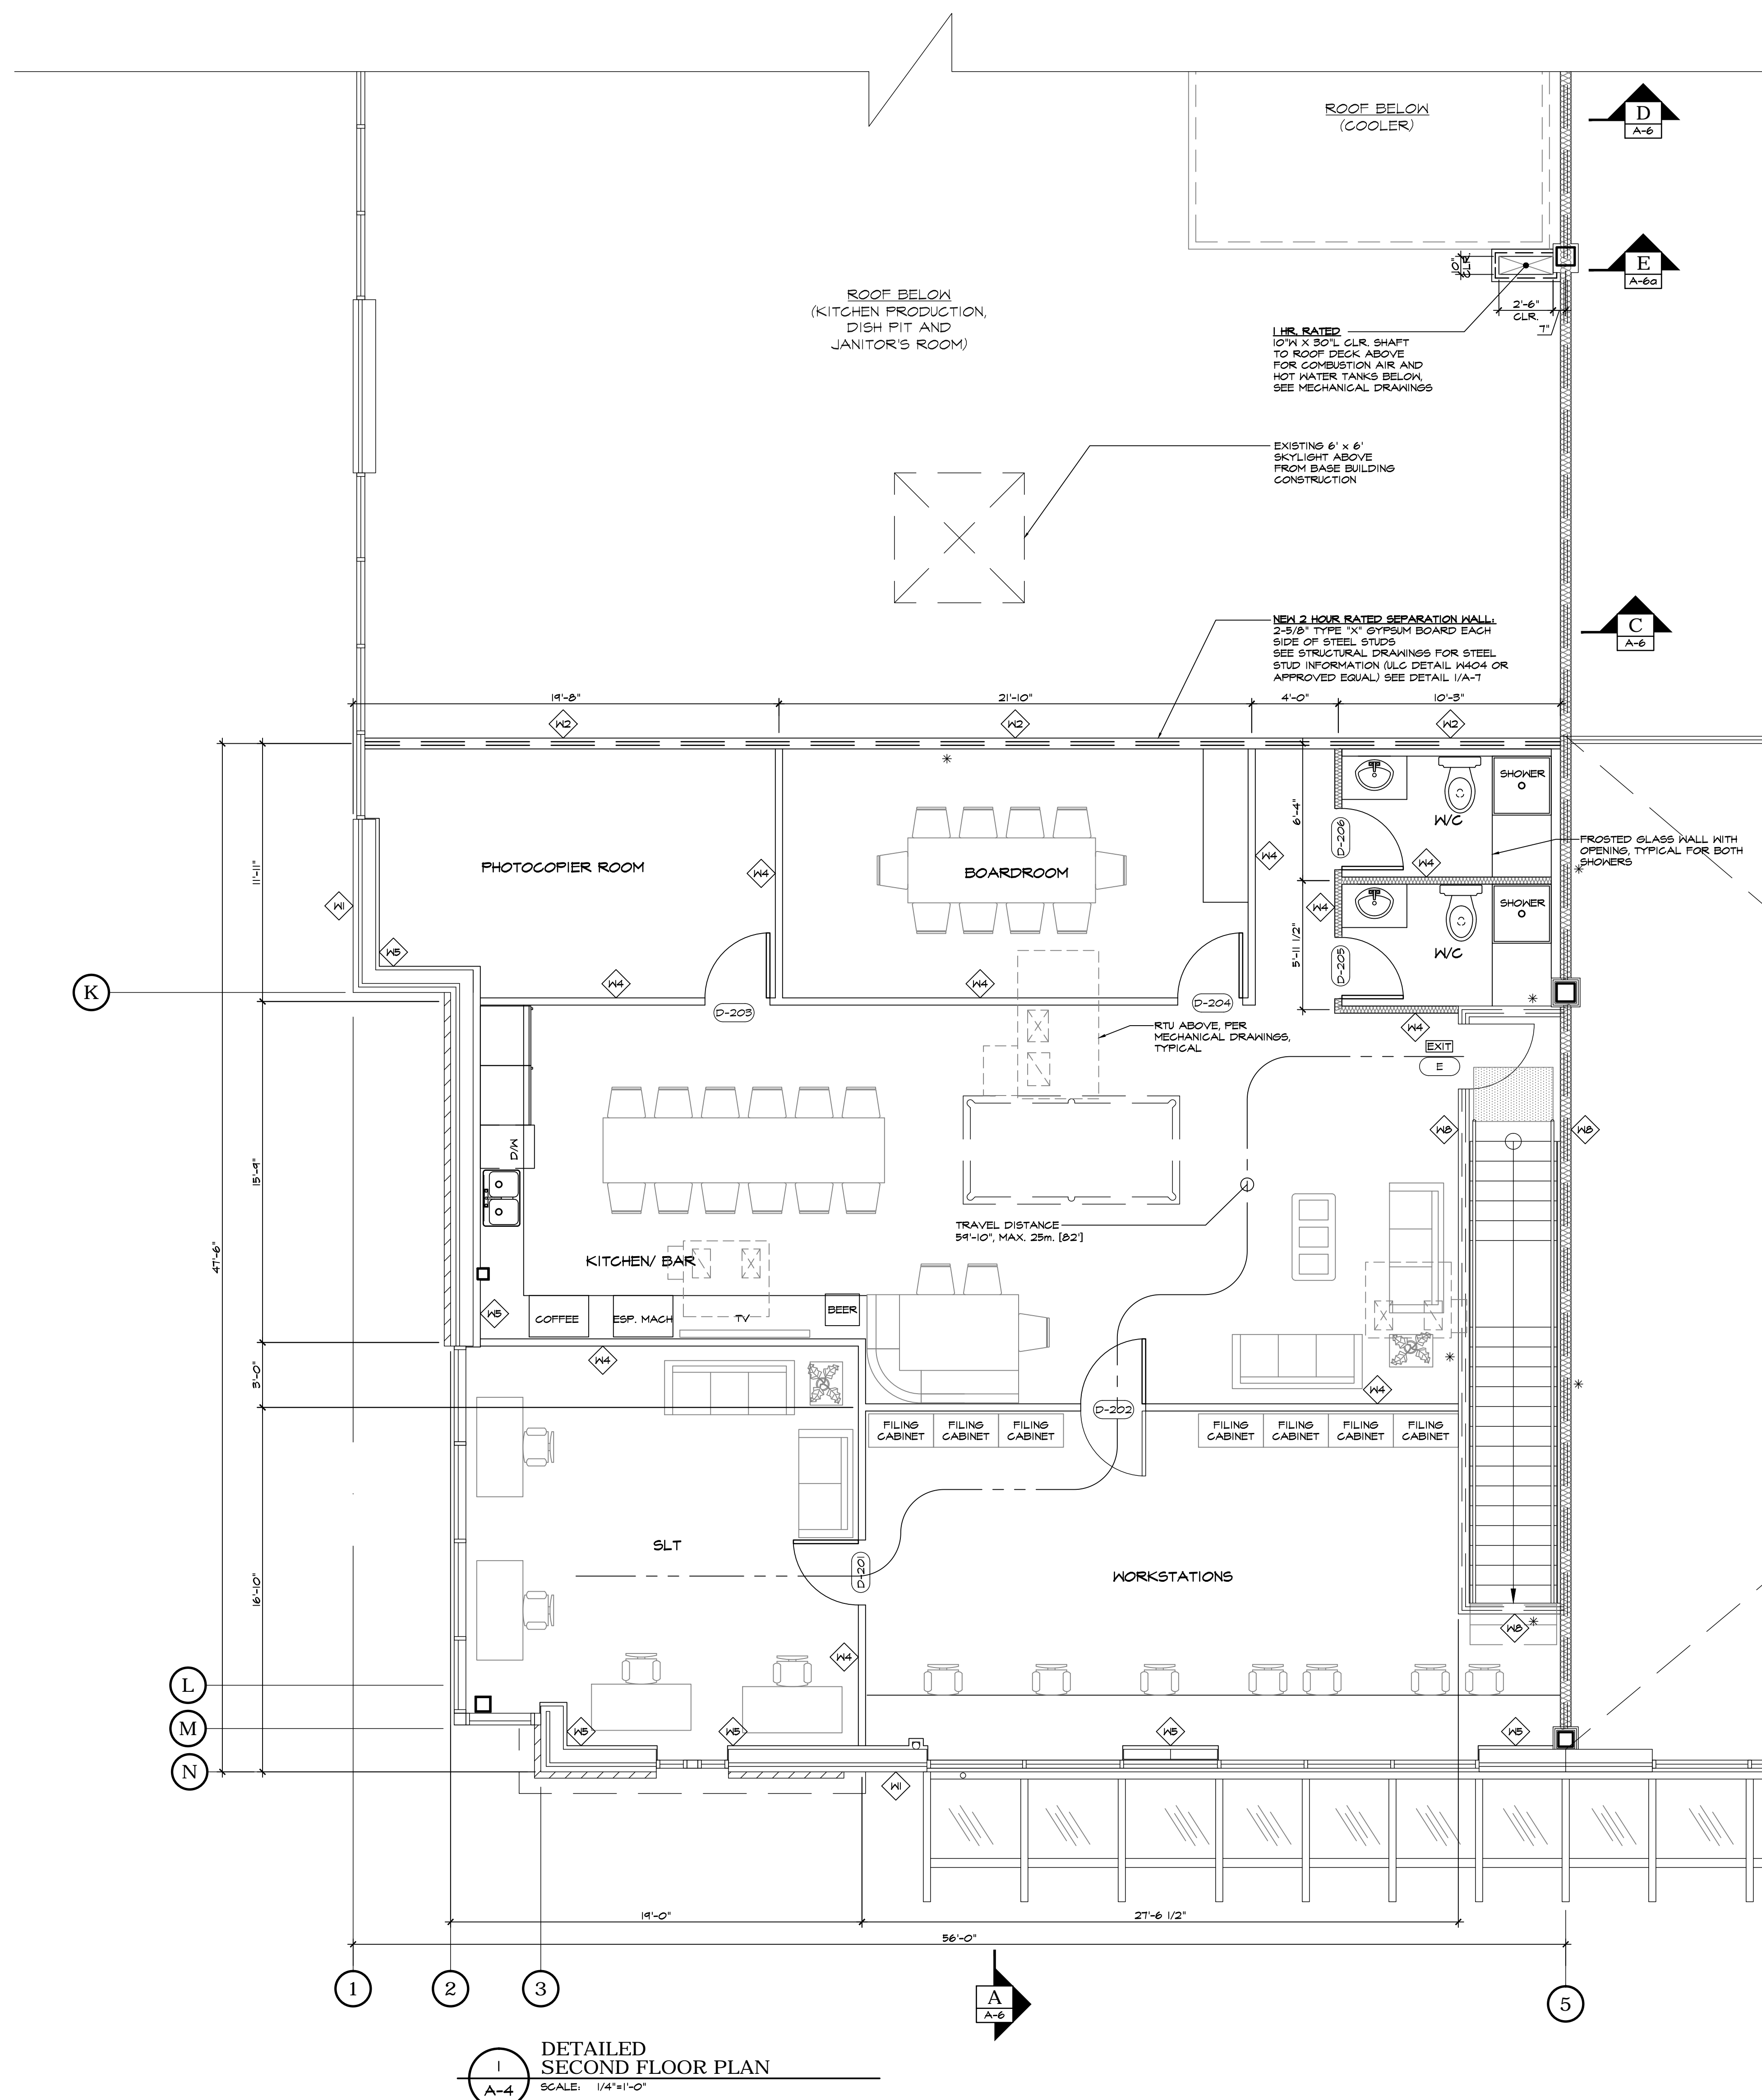 ROOF BELOW
(COOLER)
D
A-6
E
A-6a
10"
CLR.
2'-6"
CLR.
7"
ROOF BELOW
(KITCHEN PRODUCTION,
DISH PIT AND
JANITOR'S ROOM)
1 HR. RATED
10"W X 30"L CLR. SHAFT
TO ROOF DECK ABOVE
FOR COMBUSTION AIR AND
HOT WATER TANKS BELOW,
SEE MECHANICAL DRAWINGS
EXISTING 6' x 6'
SKYLIGHT ABOVE
FROM BASE BUILDING
CONSTRUCTION
C
A-6
NEW 2 HOUR RATED SEPARATION WALL:
2-5/8" TYPE "X" GYPSUM BOARD EACH
SIDE OF STEEL STUDS
SEE STRUCTURAL DRAWINGS FOR STEEL
STUD INFORMATION (ULC DETAIL W404 OR
APPROVED EQUAL) SEE DETAIL 1/A-7
19'-8"
21'-10"
4'-0"
10'-3"
W2
W2
W2
SHOWER
6'-4"
D-206
W/C
FROSTED GLASS WALL WITH
OPENING, TYPICAL FOR BOTH
SHOWERS
11'-11"
PHOTOCOPIER ROOM
W4
BOARDROOM
W4
W4
W1
W4
SHOWER
W5
5'-11 1/2"
D-205
W/C
K
W4
W4
D-203
D-204
W4
RTU ABOVE, PER
MECHANICAL DRAWINGS,
TYPICAL
EXIT
E
D/W
W8
W8
15'-9"
47'-6"
TRAVEL DISTANCE
59'-10", MAX. 25m. [82']
KITCHEN/ BAR
W5
COFFEE
ESP. MACH
TV
BEER
W4
3'-0"
W4
D-202
FILING
CABINET
FILING
CABINET
FILING
CABINET
FILING
CABINET
FILING
CABINET
FILING
CABINET
FILING
CABINET
SLT
D-201
WORKSTATIONS
16'-10"
W8
W4
L
M
N
W5
W5
W5
W5
W1
19'-0"
27'-6 1/2"
56'-0"
1
2
3
A
A-6
5
1
A-4
DETAILED
SECOND FLOOR PLAN
SCALE: 1/4"=1'-0"